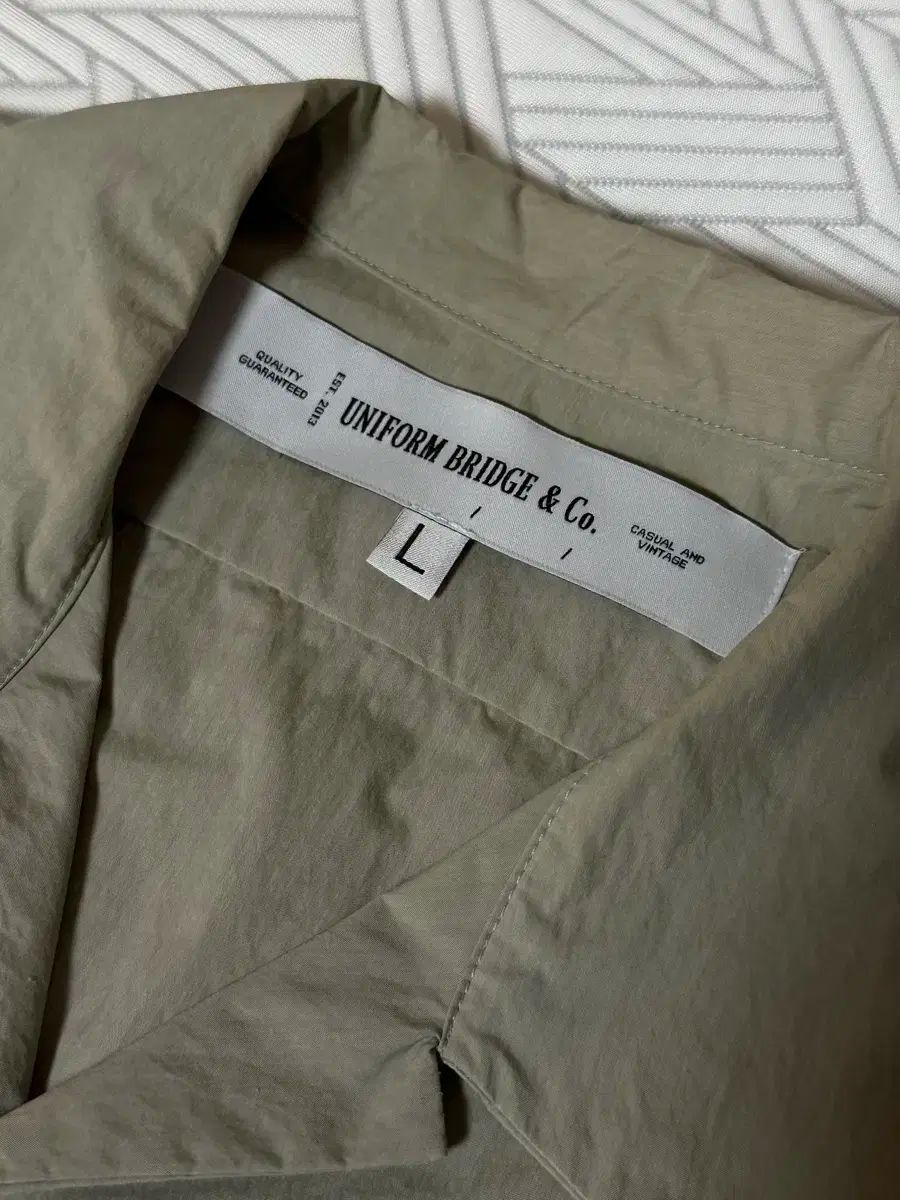 QUALITY
GUARANTEED
EST. 2013
UNIFORM BRIDGE & Co.
CASUAL AND
VINTAGE
L